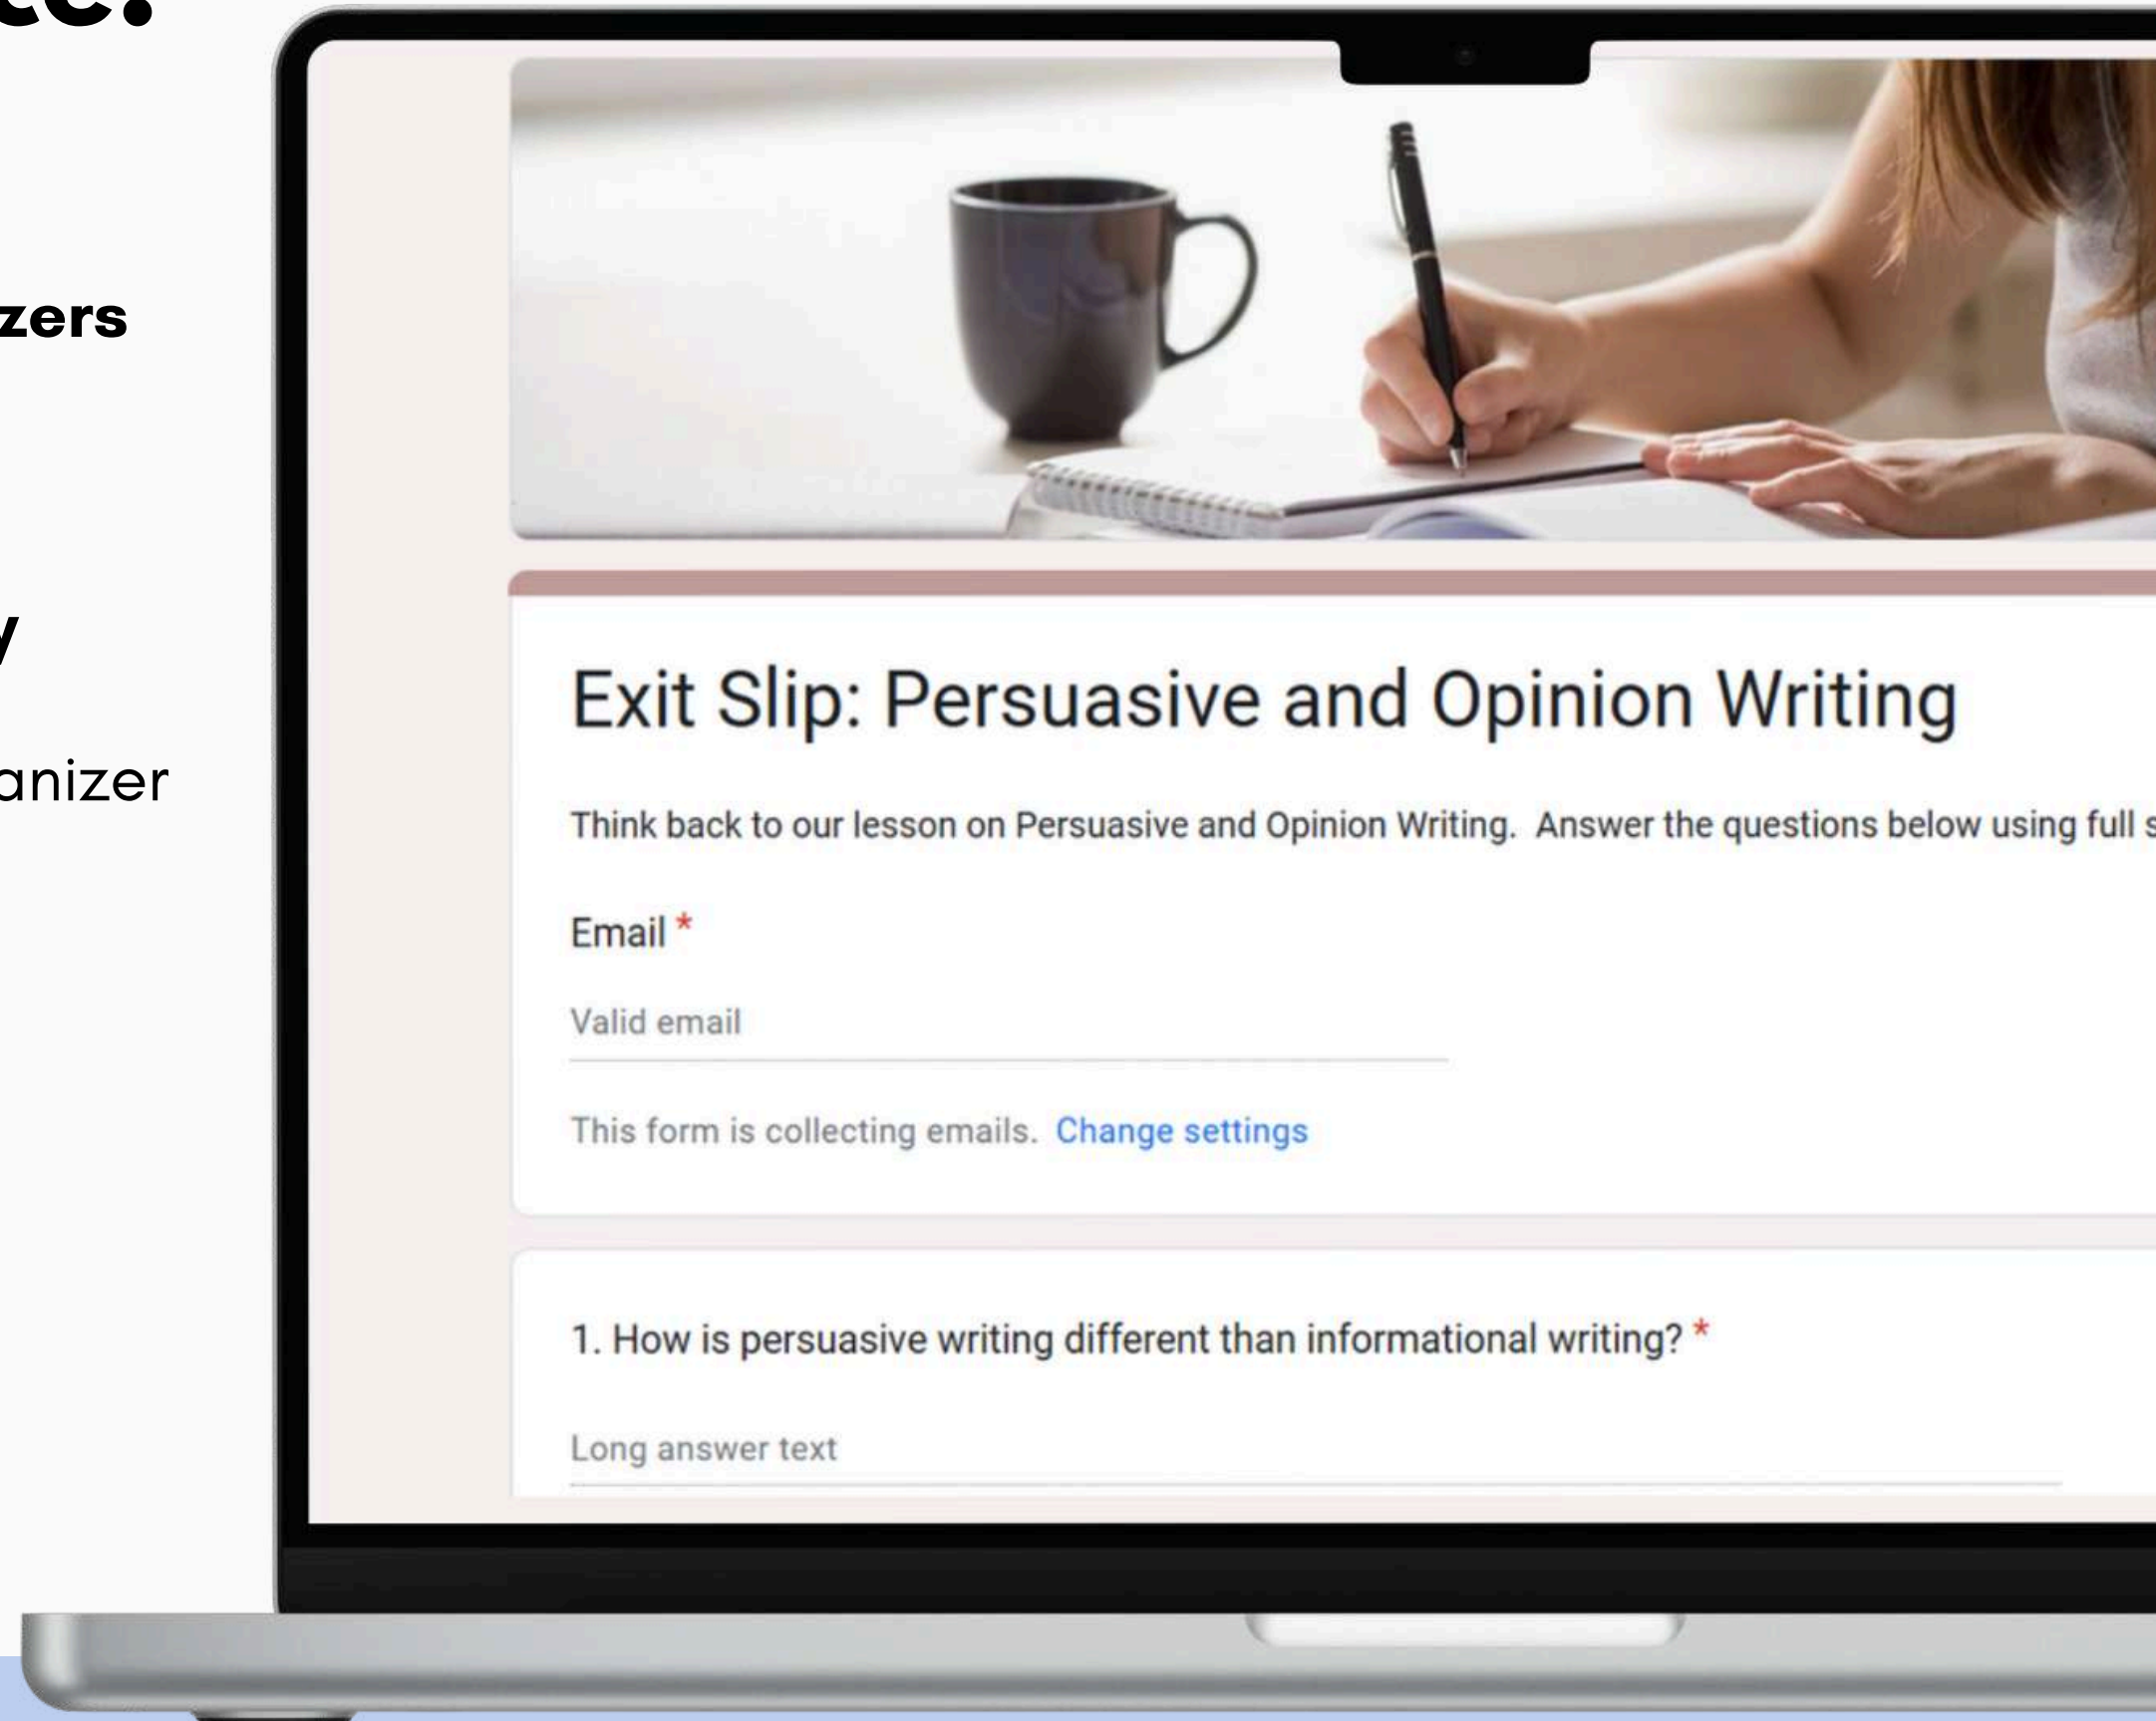 Exit Slip: Persuasive and Opinion Writing
Think back to our lesson on Persuasive and Opinion Writing. Answer the questions below using full
Email *
Valid email
This form is collecting emails. Change settings
1. How is persuasive writing different than informational writing? *
Long answer text